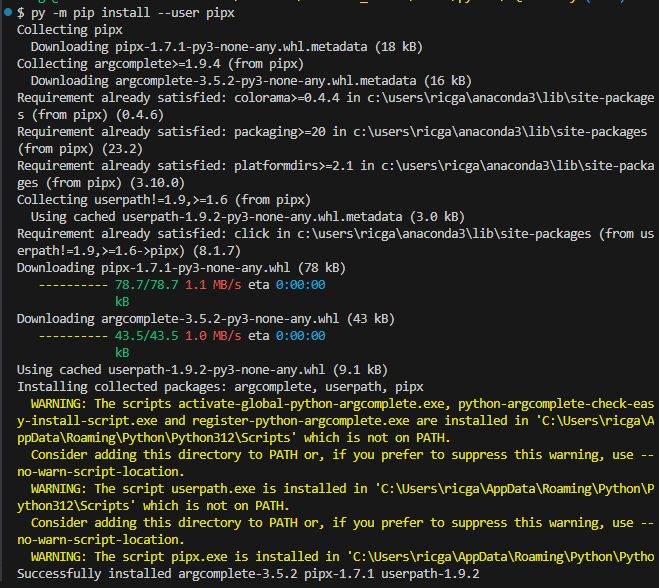 $ py -m pip install --user pipx
Collecting pipx
  Downloading pipx-1.7.1-py3-none-any.whl.metadata (18 kB)
Collecting argcomplete>=1.9.4 (from pipx)
  Downloading argcomplete-3.5.2-py3-none-any.whl.metadata (16 kB)
Requirement already satisfied: colorama>=0.4.4 in c:\users\ricga\anaconda3\lib\site-package
s (from pipx) (0.4.6)
Requirement already satisfied: packaging>=20 in c:\users\ricga\anaconda3\lib\site-packages
(from pipx) (23.2)
Requirement already satisfied: platformdirs>=2.1 in c:\users\ricga\anaconda3\lib\site-packa
ges (from pipx) (3.10.0)
Collecting userpath!=1.9,>=1.6 (from pipx)
  Using cached userpath-1.9.2-py3-none-any.whl.metadata (3.0 kB)
Requirement already satisfied: click in c:\users\ricga\anaconda3\lib\site-packages (from us
erpath!=1.9,>=1.6->pipx) (8.1.7)
Downloading pipx-1.7.1-py3-none-any.whl (78 kB)
   ---------- 78.7/78.7 1.1 MB/s eta 0:00:00
              kB
Downloading argcomplete-3.5.2-py3-none-any.whl (43 kB)
   ---------- 43.5/43.5 1.0 MB/s eta 0:00:00
              kB
Using cached userpath-1.9.2-py3-none-any.whl (9.1 kB)
Installing collected packages: argcomplete, userpath, pipx
  WARNING: The scripts activate-global-python-argcomplete.exe, python-argcomplete-check-eas
y-install-script.exe and register-python-argcomplete.exe are installed in 'C:\Users\ricga\A
ppData\Roaming\Python\Python312\Scripts' which is not on PATH.
  Consider adding this directory to PATH or, if you prefer to suppress this warning, use --
no-warn-script-location.
  WARNING: The script userpath.exe is installed in 'C:\Users\ricga\AppData\Roaming\Python\P
ython312\Scripts' which is not on PATH.
  Consider adding this directory to PATH or, if you prefer to suppress this warning, use --
no-warn-script-location.
  WARNING: The script pipx.exe is installed in 'C:\Users\ricga\AppData\Roaming\Python\Pytho
Successfully installed argcomplete-3.5.2 pipx-1.7.1 userpath-1.9.2